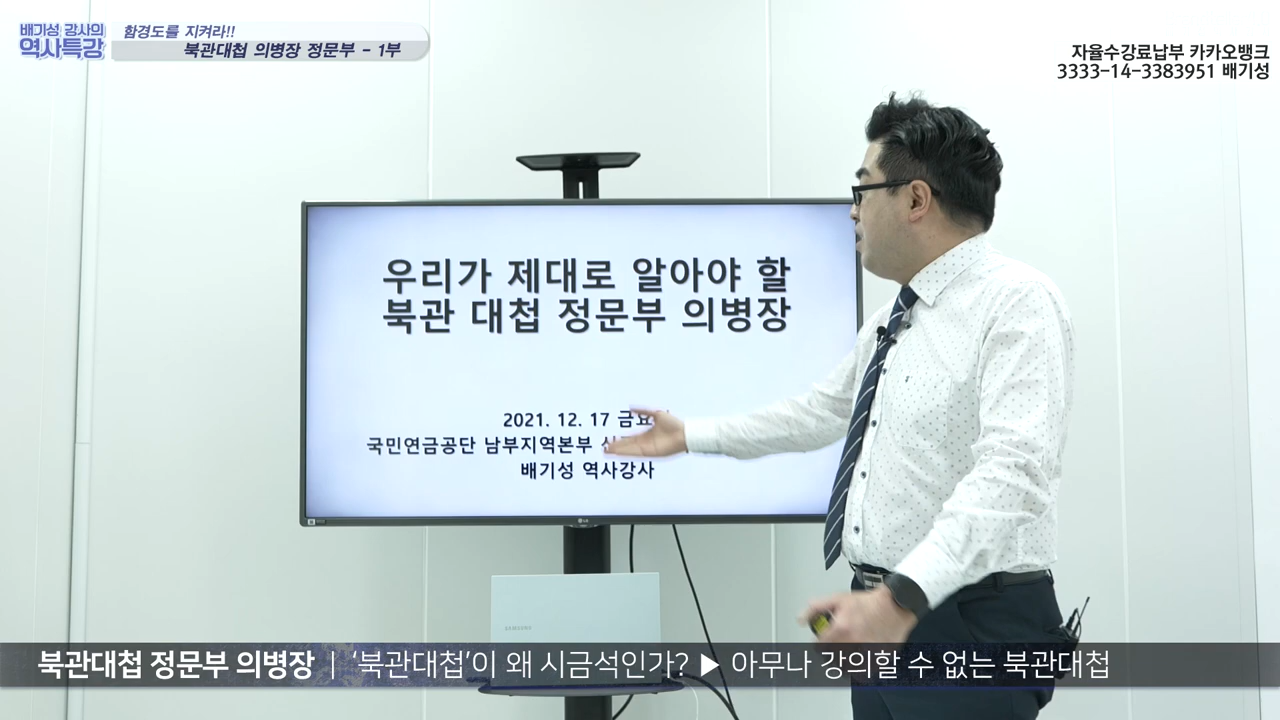 배기성 강사의
역사특강
함경도를 지켜라!!
북관대첩 의병장 정문부 - 1부
자율수강료납부 카카오뱅크
3333-14-3383951 배기성
우리가 제대로 알아야 할
북관 대첩 정문부 의병장
2021. 12. 17 금요
국민연금공단 남부지역본부
배기성 역사강사
LG
SAMSUNG
북관대첩 정문부 의병장 | ‘북관대첩’이 왜 시금석인가? ▶ 아무나 강의할 수 없는 북관대첩